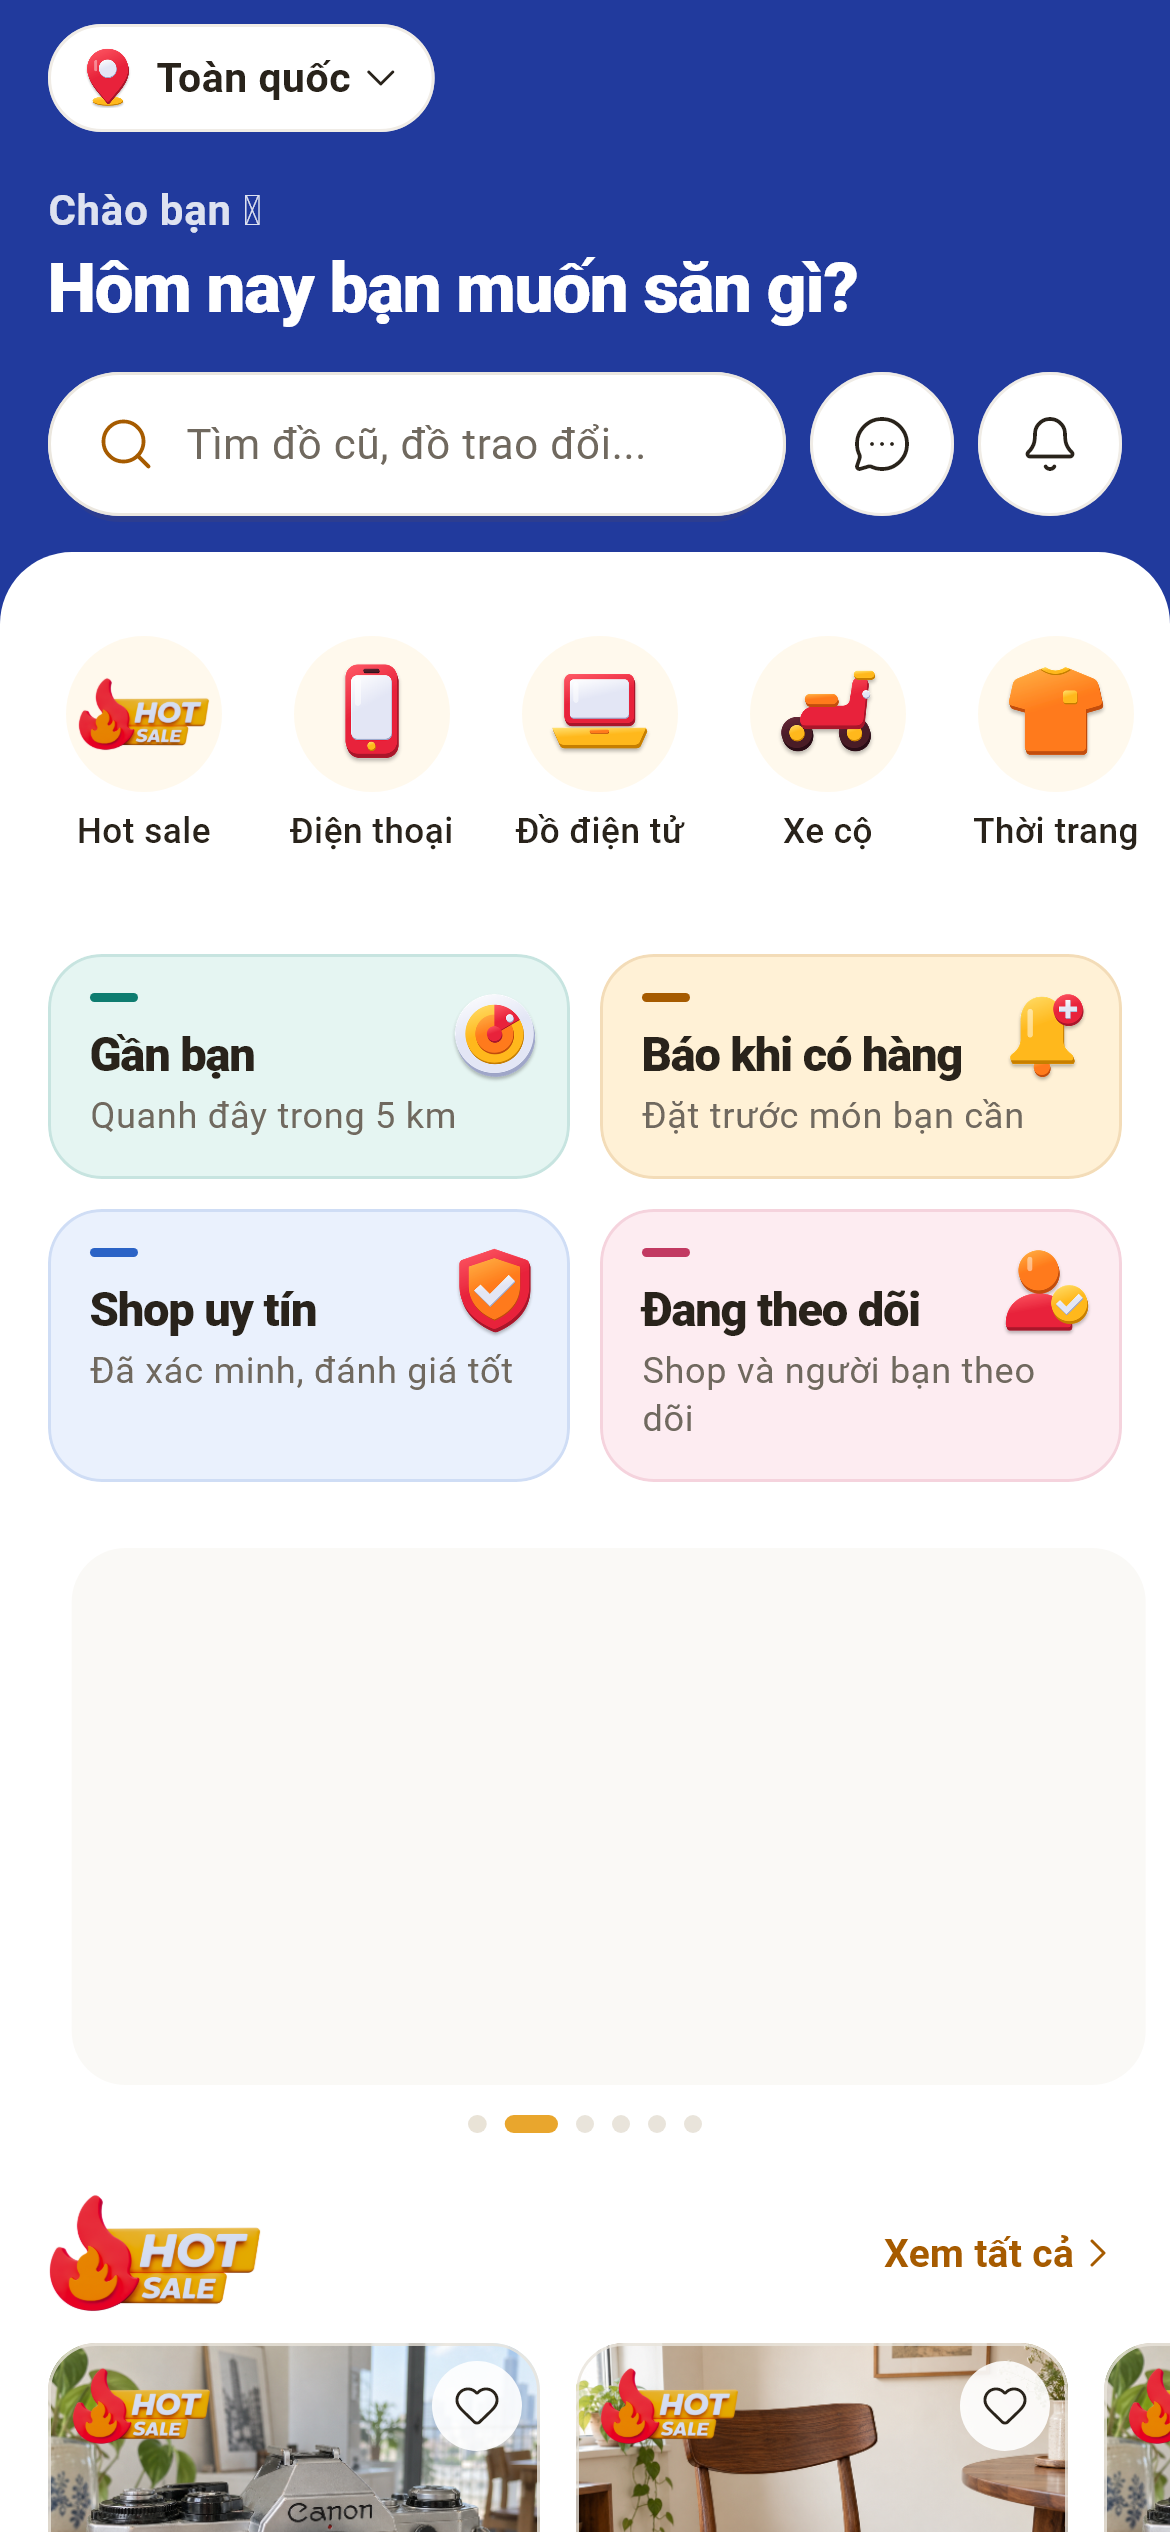 Toàn quốc
Chào bạn
Hôm nay bạn muốn săn gì?
Tìm đồ cũ, đồ trao đổi...
HOT
SALE
Hot sale
Điện thoại
Đồ điện tử
Xe cộ
Thời trang
Gần bạn
Quanh đây trong 5 km
Báo khi có hàng
Đặt trước món bạn cần
Shop uy tín
Đã xác minh, đánh giá tốt
Đang theo dõi
Shop và người bạn theo
dõi
HOT
SALE
Xem tất cả
HOT
SALE
Canon
HOT
SALE